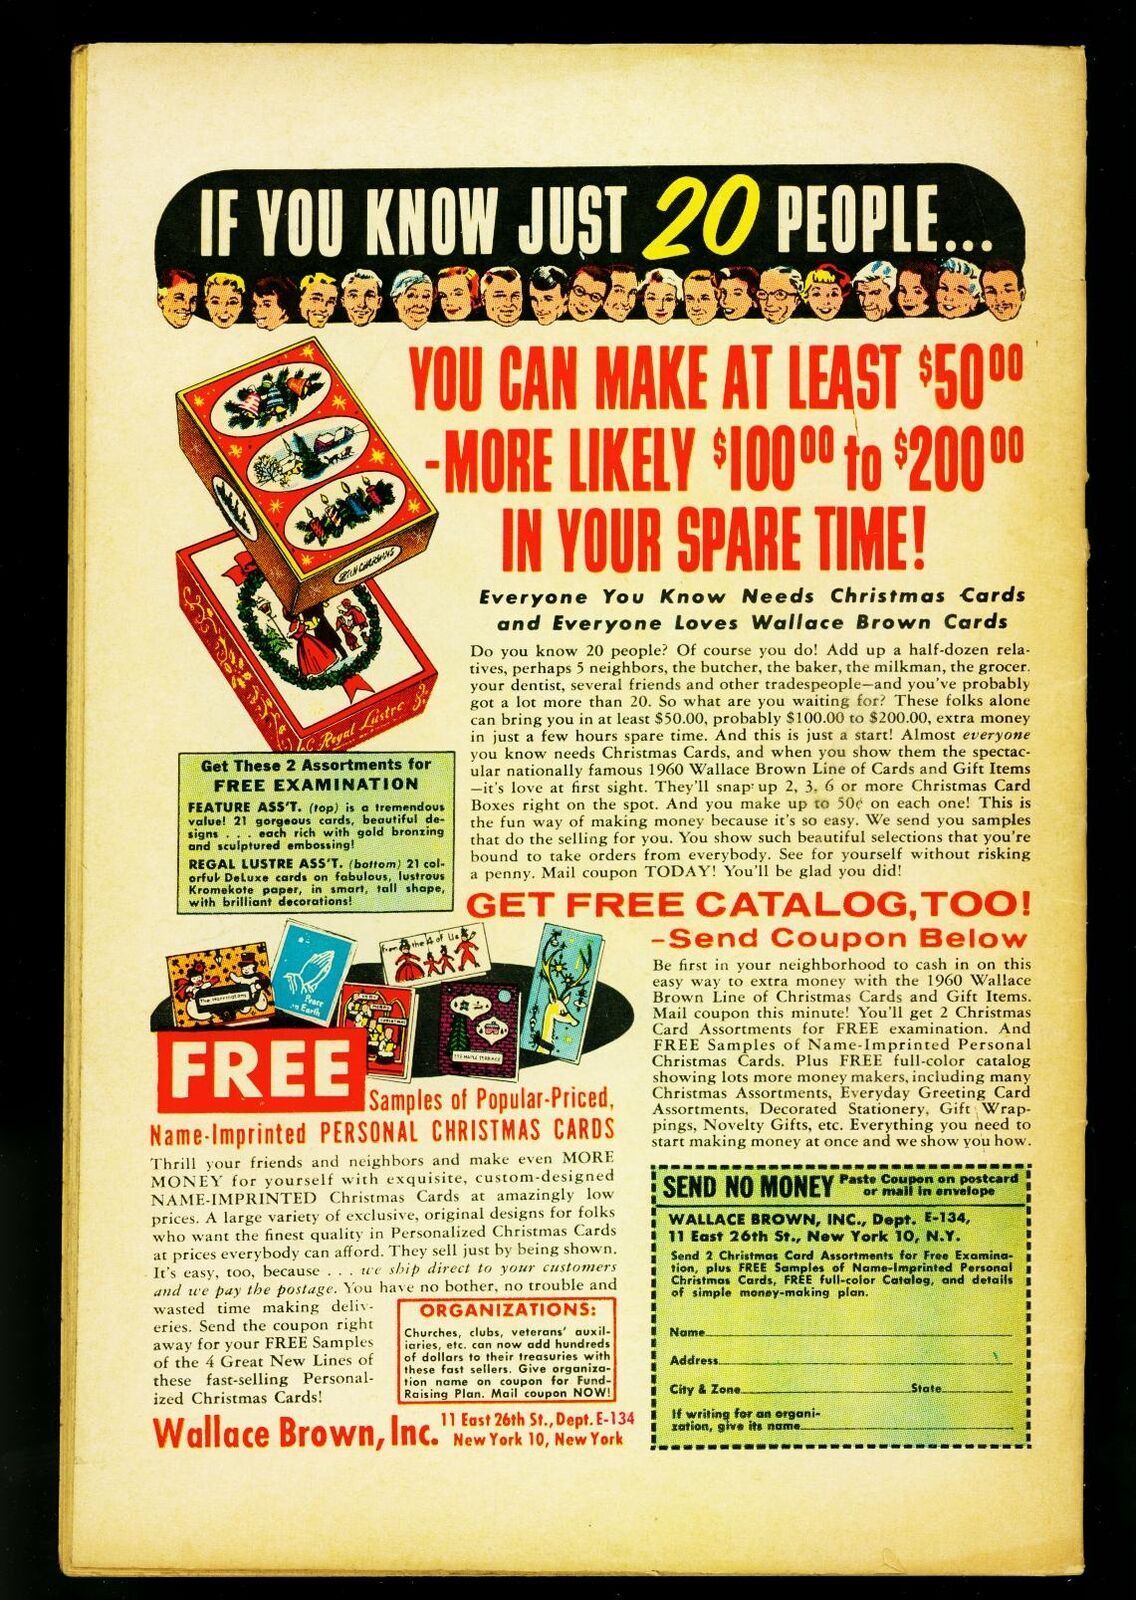 IF YOU KNOW JUST 20 PEOPLE...
YOU CAN MAKE AT LEAST $50.00
-MORE LIKELY $100.00 to $200.00
IN YOUR SPARE TIME!
Everyone You Know Needs Christmas Cards
and Everyone Loves Wallace Brown Cards
Do you know 20 people? Of course you do! Add up a half-dozen rela-
tives, perhaps 5 neighbors, the butcher, the baker, the milkman, the grocer.
your dentist, several friends and other tradespeople—and you've probably
got a lot more than 20. So what are you waiting for? These folks alone
can bring you in at least $50.00, probably $100.00 to $200.00, extra money
in just a few hours spare time. And this is just a start! Almost everyone
you know needs Christmas Cards, and when you show them the spectac-
ular nationally famous 1960 Wallace Brown Line of Cards and Gift Items
—it's love at first sight. They'll snap up 2, 3, 6 or more Christmas Card
Boxes right on the spot. And you make up to 50¢ on each one! This is
the fun way of making money because it's so easy. We send you samples
that do the selling for you. You show such beautiful selections that you're
bound to take orders from everybody. See for yourself without risking
a penny. Mail coupon TODAY! You'll be glad you did!
Royal Lustre
Get These 2 Assortments for
FREE EXAMINATION
FEATURE ASS'T. (top) is a tremendous
value! 21 gorgeous cards, beautiful de-
signs . . . each rich with gold bronzing
and sculptured embossing!
REGAL LUSTRE ASS'T. (bottom) 21 col-
orful DeLuxe cards on fabulous, lustrous
Kromekote paper, in smart, tall shape,
with brilliant decorations!
GET FREE CATALOG, TOO!
-Send Coupon Below
Be first in your neighborhood to cash in on this
easy way to extra money with the 1960 Wallace
Brown Line of Christmas Cards and Gift Items.
Mail coupon this minute! You'll get 2 Christmas
Card Assortments for FREE examination. And
FREE Samples of Name-Imprinted Personal
Christmas Cards. Plus FREE full-color catalog
showing lots more money makers, including many
Christmas Assortments, Everyday Greeting Card
Assortments, Decorated Stationery, Gift Wrap-
pings, Novelty Gifts, etc. Everything you need to
start making money at once and we show you how.
The Harringtons
Peace
on Earth
from the 4 of Us
FREE
Samples of Popular-Priced,
Name-Imprinted PERSONAL CHRISTMAS CARDS
Thrill your friends and neighbors and make even MORE
MONEY for yourself with exquisite, custom-designed
NAME-IMPRINTED Christmas Cards at amazingly low
prices. A large variety of exclusive, original designs for folks
who want the finest quality in Personalized Christmas Cards
at prices everybody can afford. They sell just by being shown.
It's easy, too, because . . . we ship direct to your customers
and we pay the postage. You have no bother, no trouble and
wasted time making deliv-
eries. Send the coupon right
away for your FREE Samples
of the 4 Great New Lines of
these fast-selling Personal-
ized Christmas Cards!
ORGANIZATIONS:
Churches, clubs, veterans' auxil-
iaries, etc. can now add hundreds
of dollars to their treasuries with
these fast sellers. Give organiza-
tion name on coupon for Fund-
Raising Plan. Mail coupon NOW!
Wallace Brown, Inc. 11 East 26th St., Dept. E-134
New York 10, New York
SEND NO MONEY Paste Coupon on postcard
or mail in envelope
WALLACE BROWN, INC., Dept. E-134,
11 East 26th St., New York 10, N.Y.
Send 2 Christmas Card Assortments for Free Examina-
tion, plus FREE Samples of Name-Imprinted Personal
Christmas Cards, FREE full-color Catalog, and details
of simple money-making plan.
Name
Address
City & Zone State
If writing for an organi-
zation, give its name